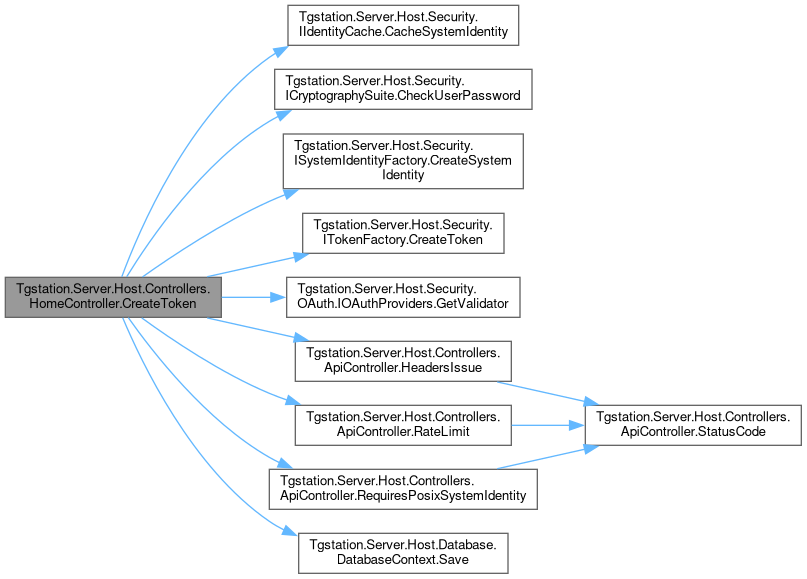 Tgstation.Server.Host.Security.
IIdentityCache.CacheSystemIdentity
Tgstation.Server.Host.Security.
ICryptographySuite.CheckUserPassword
Tgstation.Server.Host.Security.
ISystemIdentityFactory.CreateSystem
Identity
Tgstation.Server.Host.Security.
ITokenFactory.CreateToken
Tgstation.Server.Host.Controllers.
HomeController.CreateToken
Tgstation.Server.Host.Security.
OAuth.IOAuthProviders.GetValidator
Tgstation.Server.Host.Controllers.
ApiController.HeadersIssue
Tgstation.Server.Host.Controllers.
ApiController.RateLimit
Tgstation.Server.Host.Controllers.
ApiController.StatusCode
Tgstation.Server.Host.Controllers.
ApiController.RequiresPosixSystemIdentity
Tgstation.Server.Host.Database.
DatabaseContext.Save